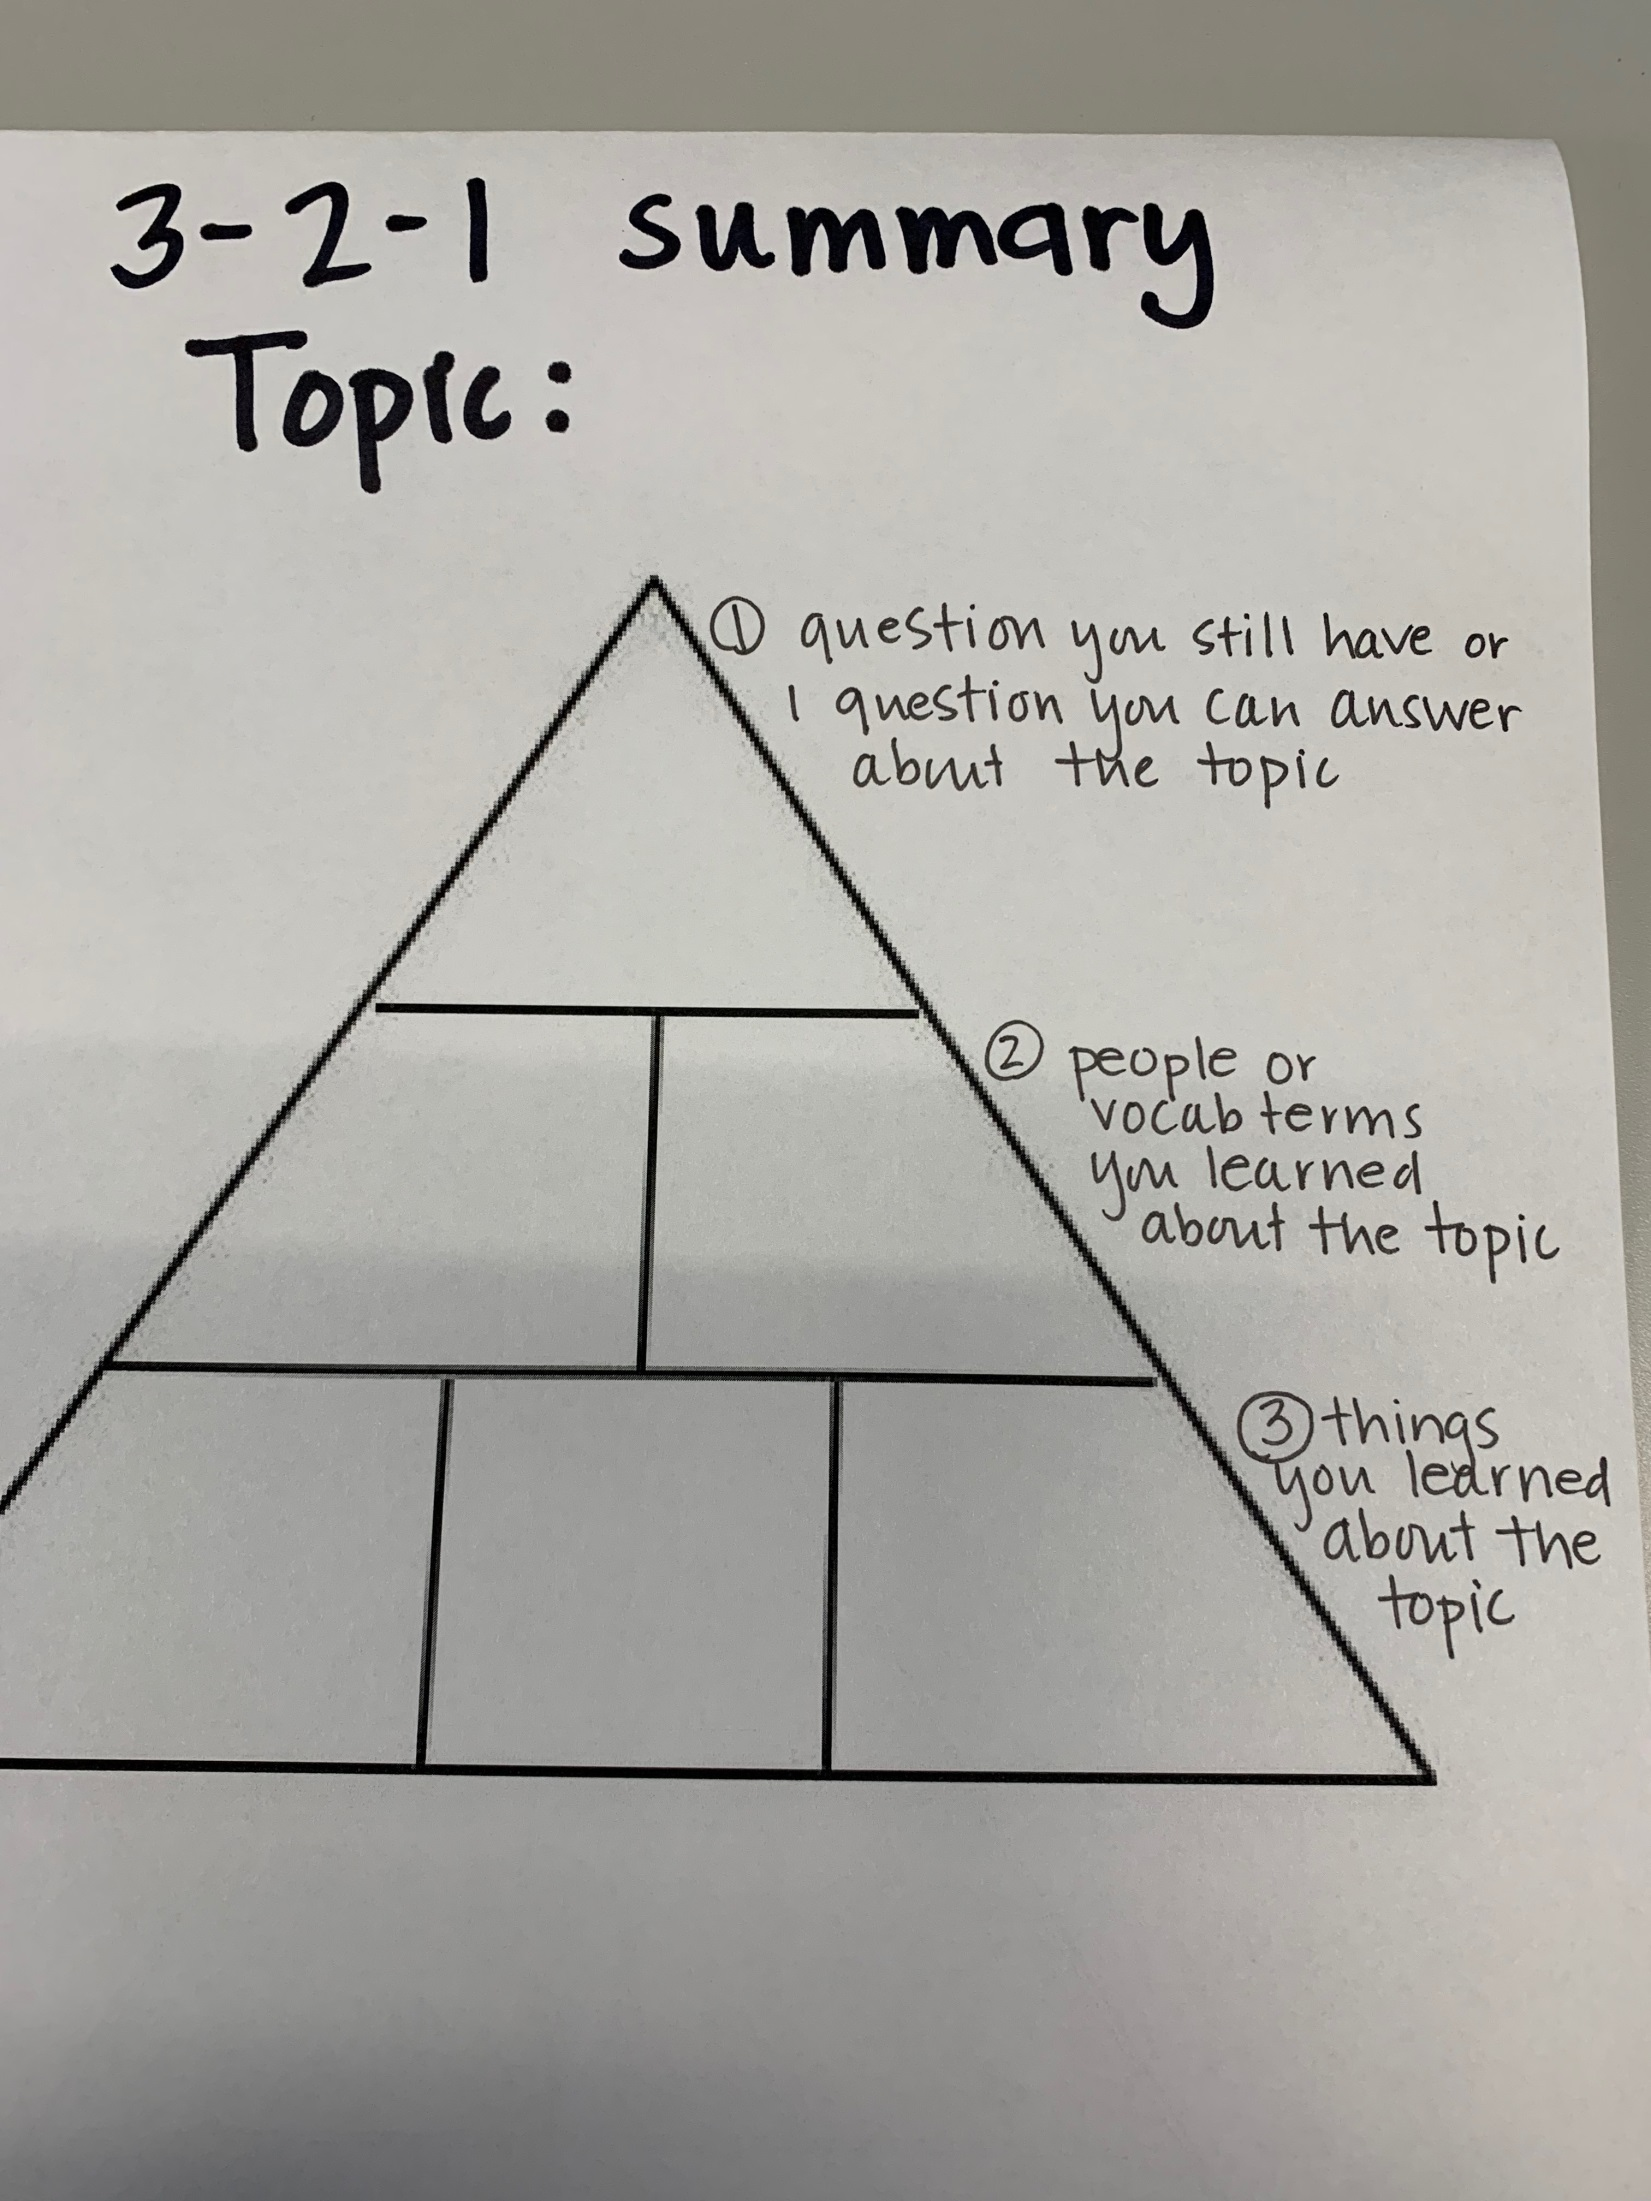 3-2-1 summary
Topic:
① question you still have or
1 question you can answer
about the topic
② people or
vocab terms
you learned
about the topic
③ things
you learned
about the
topic